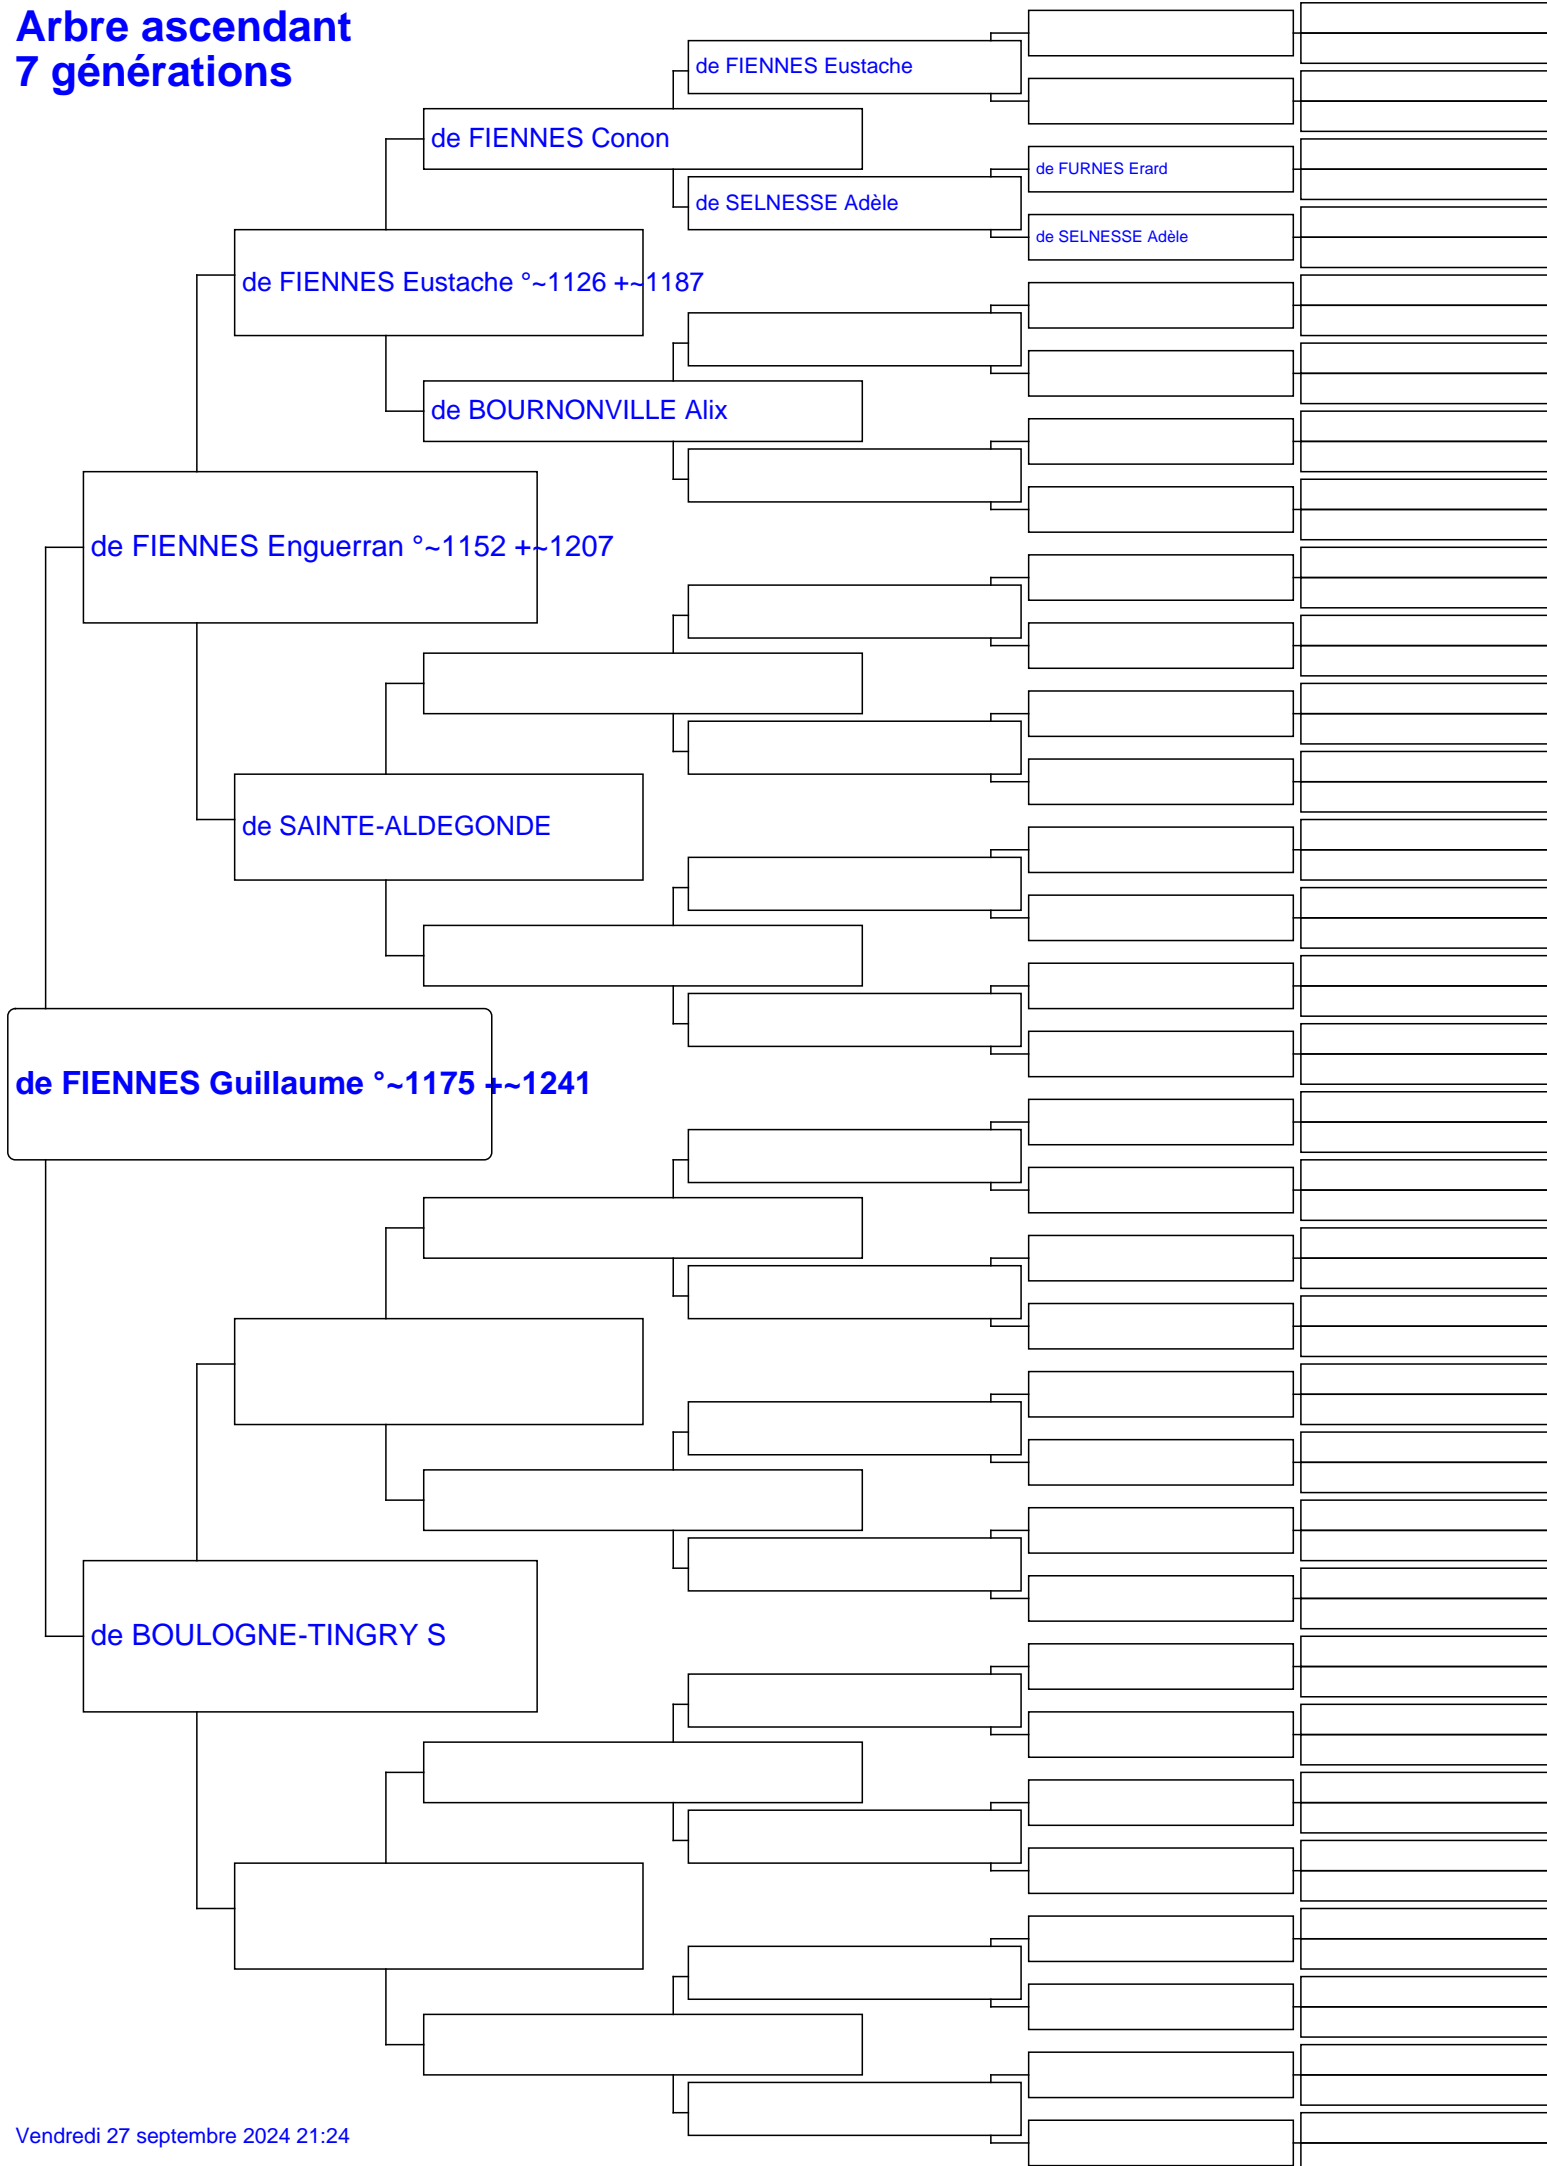 Arbre ascendant
7 générations
de FIENNES Eustache
de FIENNES Conon
de FURNES Erard
de SELNESSE Adèle
de SELNESSE Adèle
de FIENNES Eustache °~1126 +~1187
de BOURNONVILLE Alix
de FIENNES Enguerran °~1152 +~1207
de SAINTE-ALDEGONDE
de FIENNES Guillaume °~1175 +~1241
de BOULOGNE-TINGRY S
Vendredi 27 septembre 2024 21:24